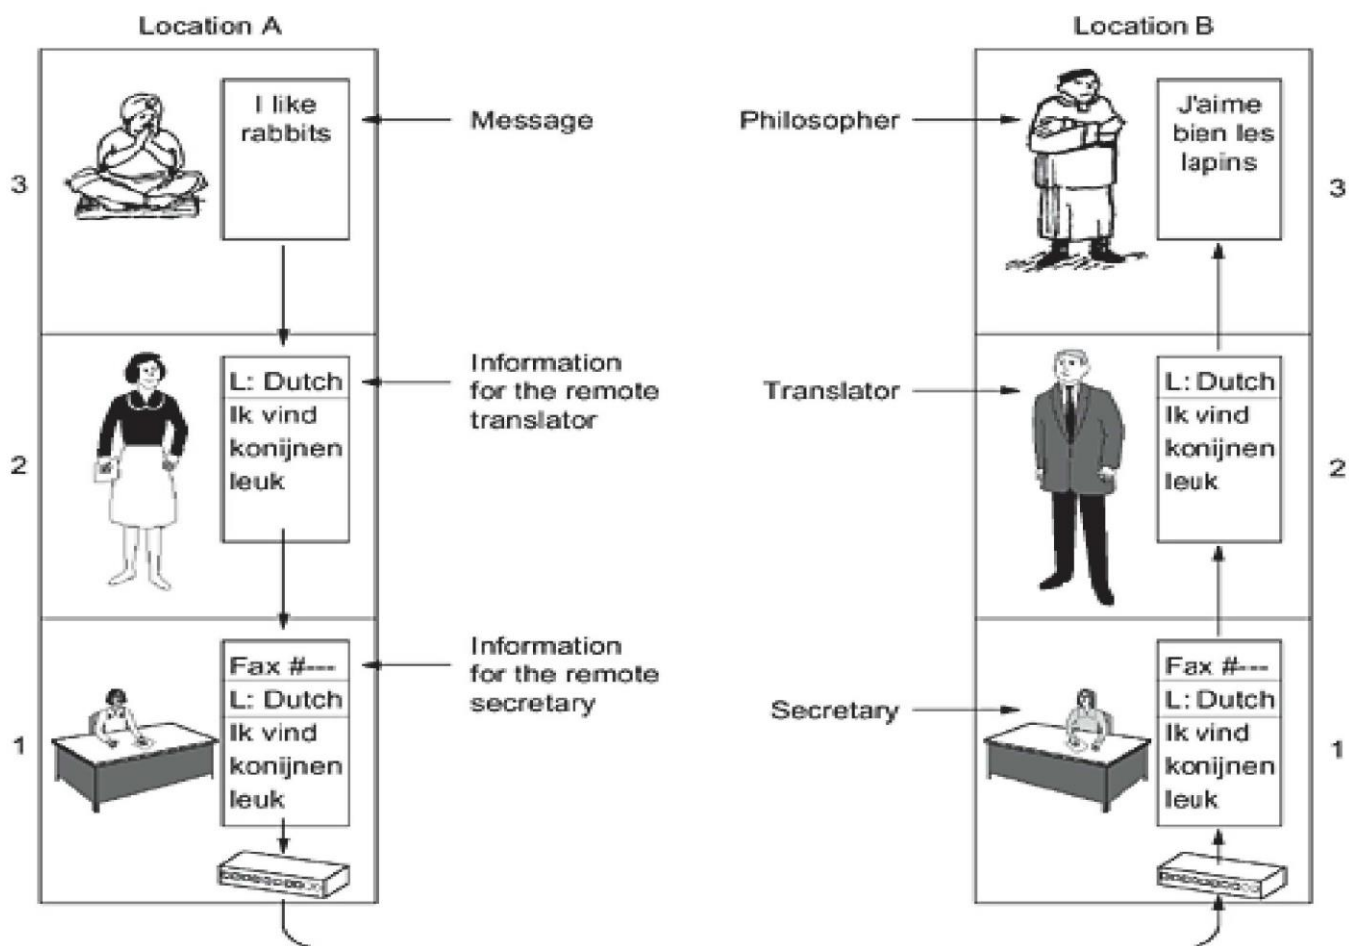 Location A
3
I like
rabbits
Message
2
L: Dutch
Ik vind
konijnen
leuk
Information
for the remote
translator
1
Fax #---
L: Dutch
Ik vind
konijnen
leuk
Information
for the remote
secretary
Location B
Philosopher
J'aime
bien les
lapins
3
Translator
L: Dutch
Ik vind
konijnen
leuk
2
Secretary
Fax #---
L: Dutch
Ik vind
konijnen
leuk
1